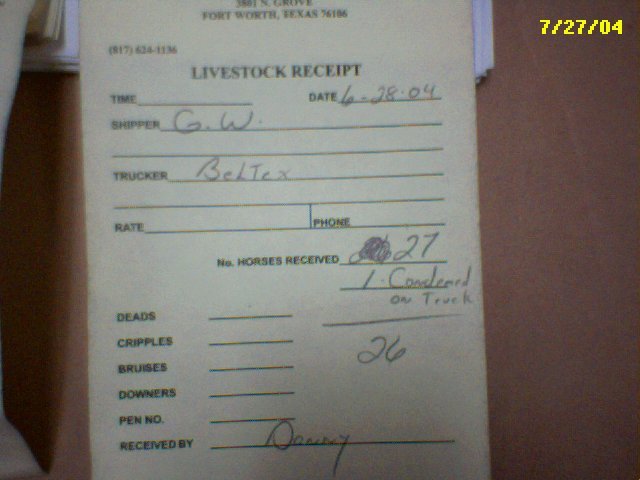 3801 N. GROVE
FORT WORTH, TEXAS 76106
7/27/04
(817) 624-1136
LIVESTOCK RECEIPT
TIME DATE 6-28-04
SHIPPER G.W.
TRUCKER BelTex
RATE PHONE
No. HORSES RECEIVED 27
1 - Condemed
on Truck
DEADS
CRIPPLES 26
BRUISES
DOWNERS
PEN NO.
RECEIVED BY Danny